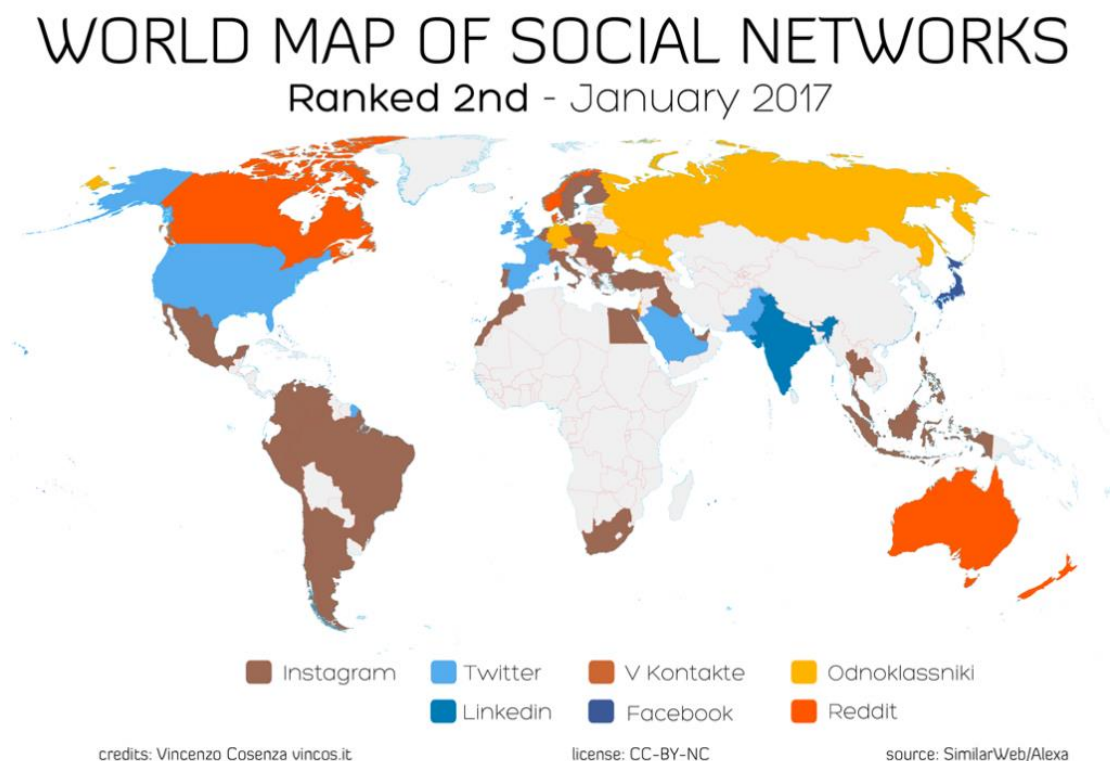 WORLD MAP OF SOCIAL NETWORKS
Ranked 2nd - January 2017
Instagram Twitter V Kontakte Odnoklassniki
Linkedin Facebook Reddit
credits: Vincenzo Cosenza vincos.it license: CC-BY-NC source: SimilarWeb/Alexa